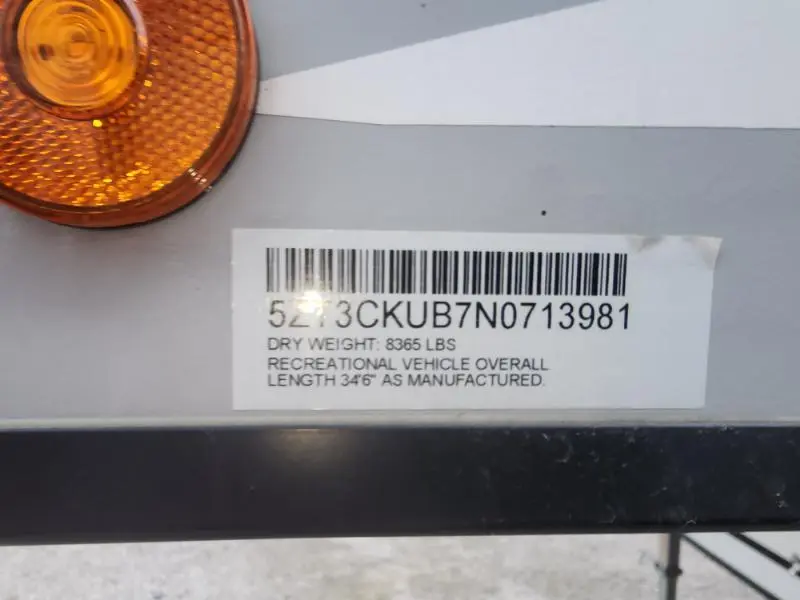 5ZT3CKUB7N0713981
DRY WEIGHT: 8365 LBS
RECREATIONAL VEHICLE OVERALL
LENGTH 34'6" AS MANUFACTURED.